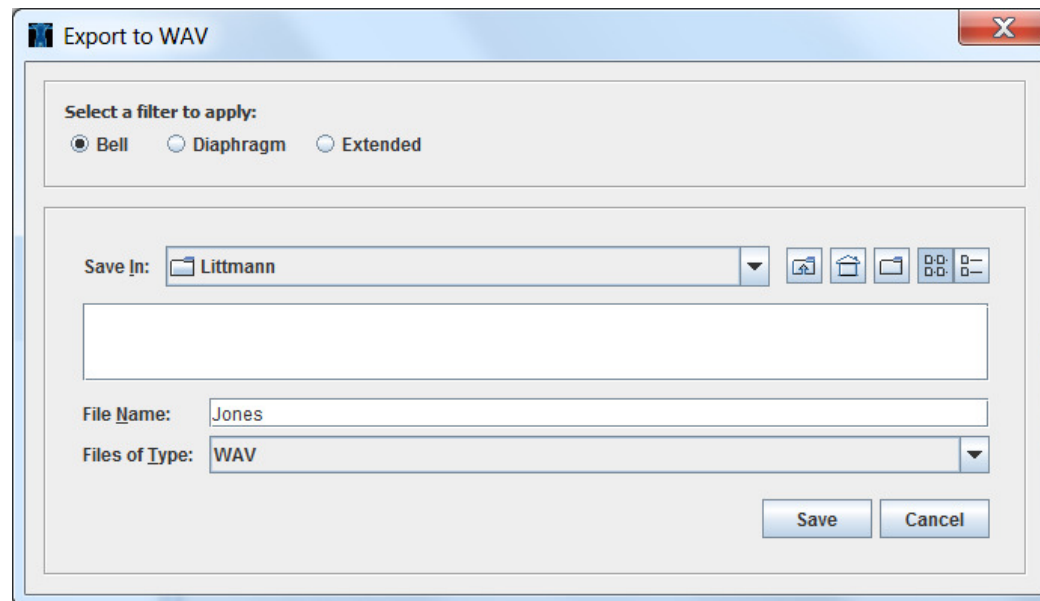 Export to WAV
Select a filter to apply:
Bell Diaphragm Extended
Save In: Littmann
File Name: Jones
Files of Type: WAV
Save Cancel